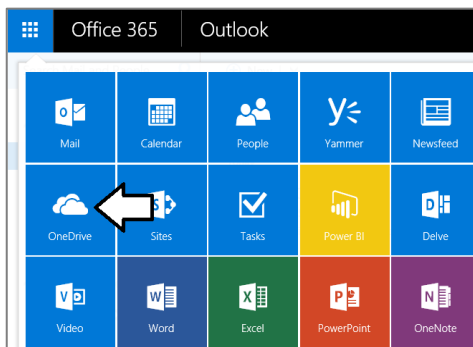 Office 365 Outlook
Mail Calendar People Yammer Newsfeed
OneDrive Sites Tasks Power BI Delve
Video Word Excel PowerPoint OneNote